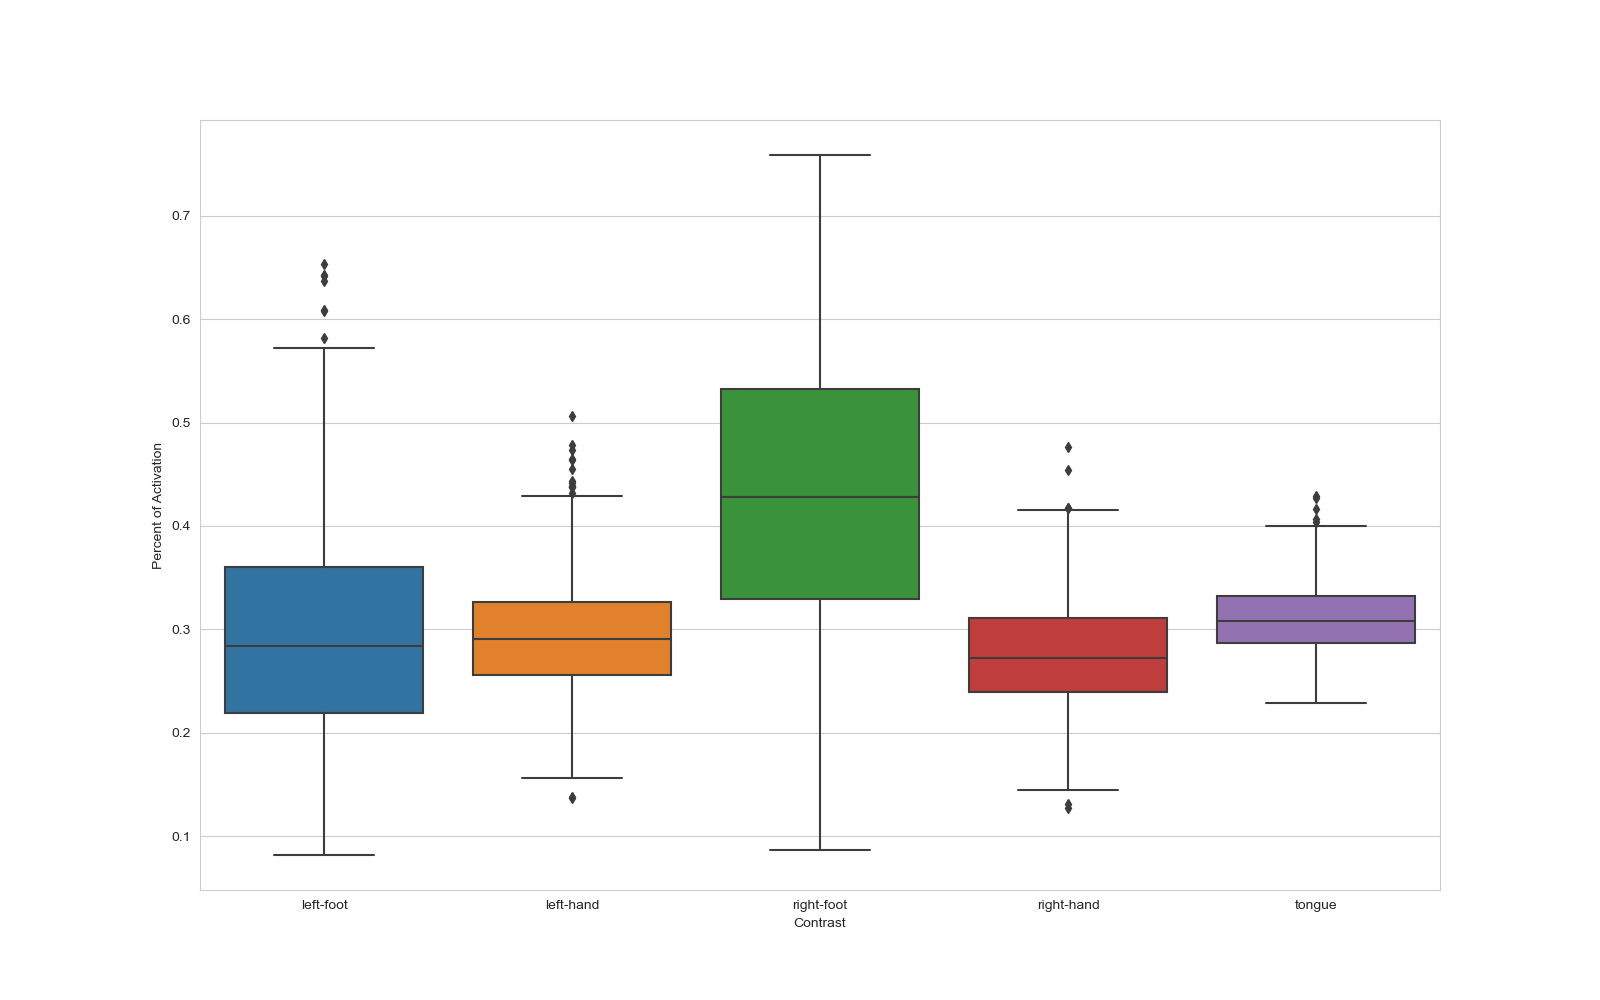 0.7
0.6
0.5
0.4
0.3
0.2
0.1
Percent of Activation
left-foot left-hand right-foot right-hand tongue
Contrast